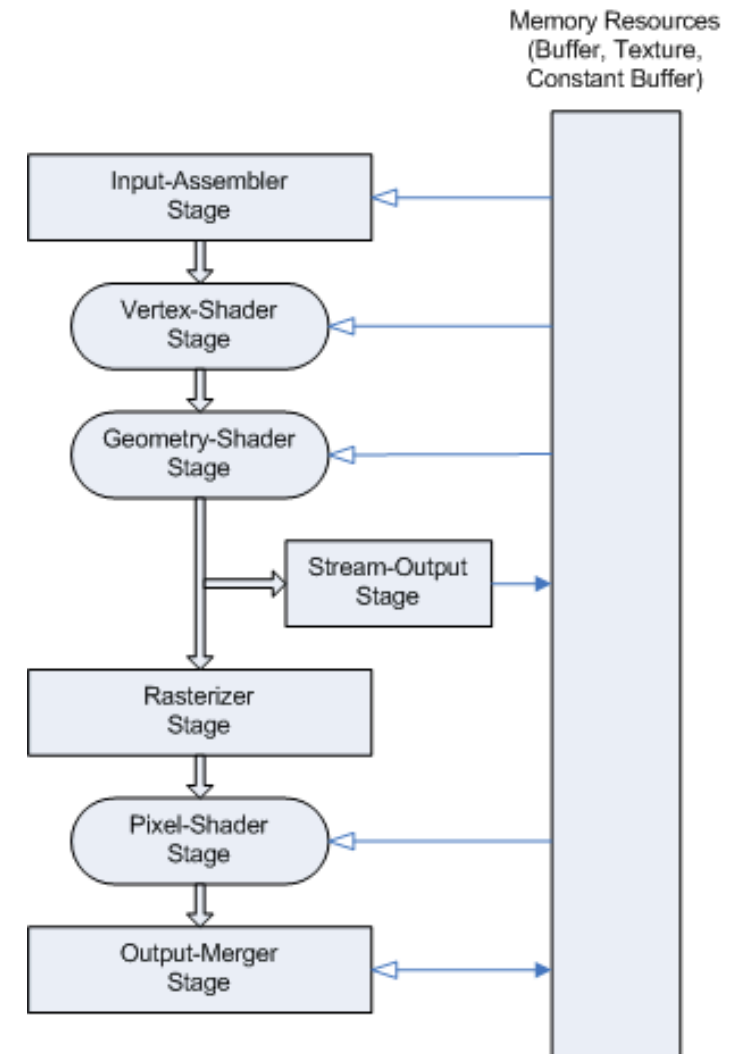 Memory Resources
(Buffer, Texture,
Constant Buffer)
Input-Assembler
Stage
Vertex-Shader
Stage
Geometry-Shader
Stage
Stream-Output
Stage
Rasterizer
Stage
Pixel-Shader
Stage
Output-Merger
Stage